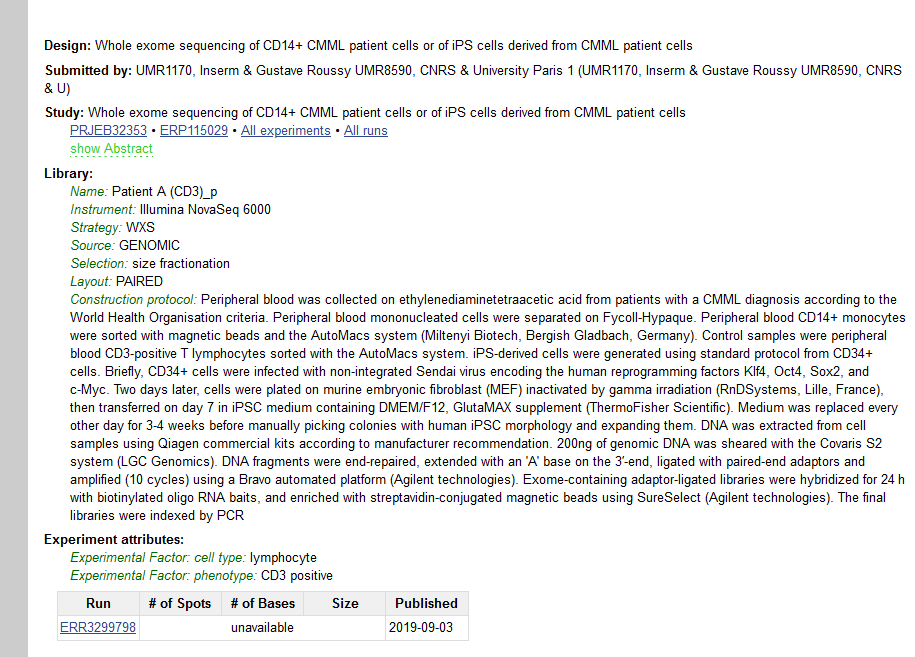 Design: Whole exome sequencing of CD14+ CMML patient cells or of iPS cells derived from CMML patient cells
Submitted by: UMR1170, Inserm & Gustave Roussy UMR8590, CNRS & University Paris 1 (UMR1170, Inserm & Gustave Roussy UMR8590, CNRS
& U)
Study: Whole exome sequencing of CD14+ CMML patient cells or of iPS cells derived from CMML patient cells
PRJEB32353 • ERP115029 • All experiments • All runs
show Abstract
Library:
Name: Patient A (CD3)_p
Instrument: Illumina NovaSeq 6000
Strategy: WXS
Source: GENOMIC
Selection: size fractionation
Layout: PAIRED
Construction protocol: Peripheral blood was collected on ethylenediaminetetraacetic acid from patients with a CMML diagnosis according to the
World Health Organisation criteria. Peripheral blood mononucleated cells were separated on Fycoll-Hypaque. Peripheral blood CD14+ monocytes
were sorted with magnetic beads and the AutoMacs system (Miltenyi Biotech, Bergish Gladbach, Germany). Control samples were peripheral
blood CD3-positive T lymphocytes sorted with the AutoMacs system. iPS-derived cells were generated using standard protocol from CD34+
cells. Briefly, CD34+ cells were infected with non-integrated Sendai virus encoding the human reprogramming factors Klf4, Oct4, Sox2, and
c-Myc. Two days later, cells were plated on murine embryonic fibroblast (MEF) inactivated by gamma irradiation (RnDSystems, Lille, France),
then transferred on day 7 in iPSC medium containing DMEM/F12, GlutaMAX supplement (ThermoFisher Scientific). Medium was replaced every
other day for 3-4 weeks before manually picking colonies with human iPSC morphology and expanding them. DNA was extracted from cell
samples using Qiagen commercial kits according to manufacturer recommendation. 200ng of genomic DNA was sheared with the Covaris S2
system (LGC Genomics). DNA fragments were end-repaired, extended with an 'A' base on the 3′-end, ligated with paired-end adaptors and
amplified (10 cycles) using a Bravo automated platform (Agilent technologies). Exome-containing adaptor-ligated libraries were hybridized for 24 h
with biotinylated oligo RNA baits, and enriched with streptavidin-conjugated magnetic beads using SureSelect (Agilent technologies). The final
libraries were indexed by PCR
Experiment attributes:
Experimental Factor: cell type: lymphocyte
Experimental Factor: phenotype: CD3 positive
Run # of Spots # of Bases Size Published
ERR3299798 unavailable 2019-09-03